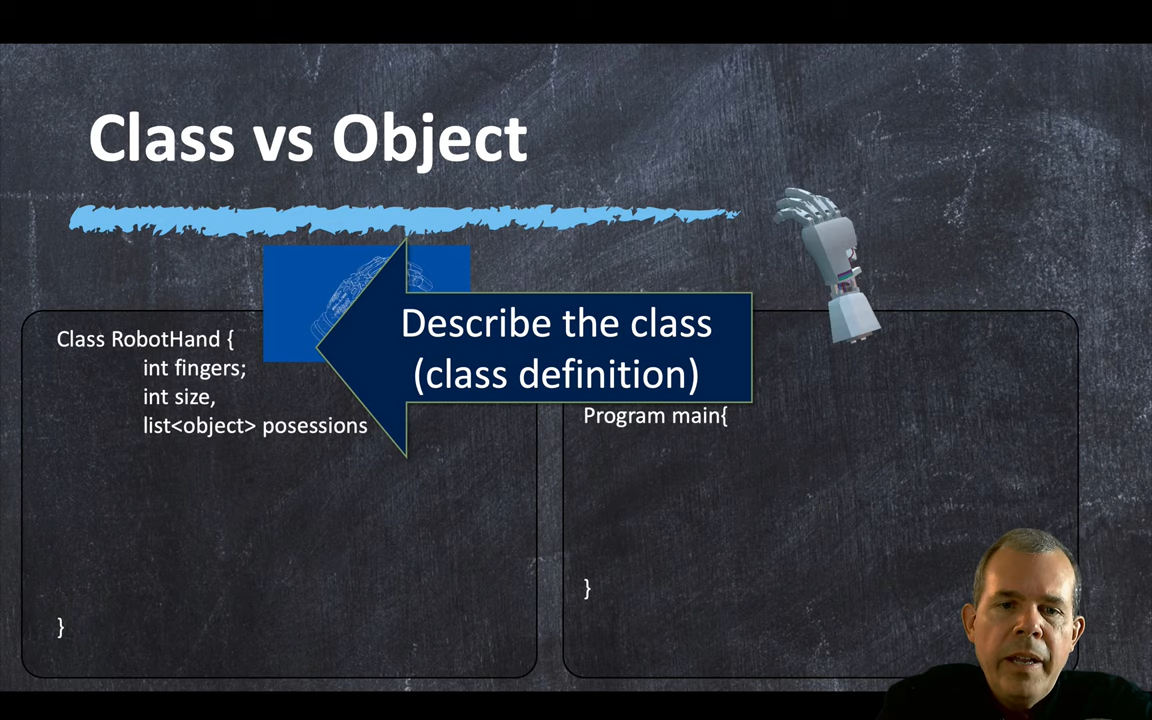 Class vs Object
Describe the class
(class definition)
Class RobotHand {
int fingers;
int size,
list<object> posessions
}
Program main{
}